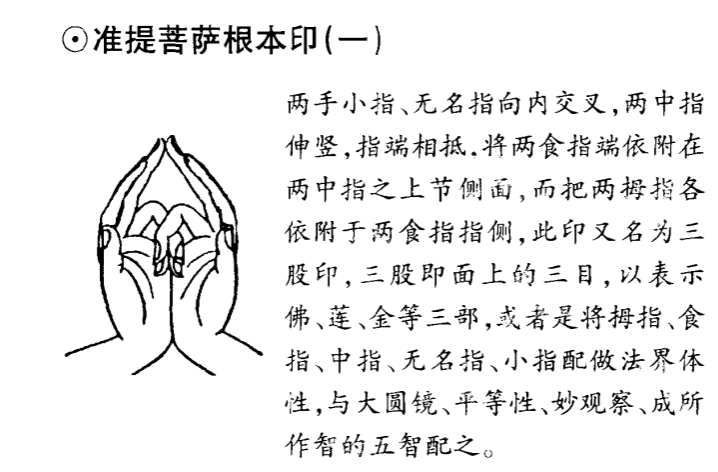 ⊙准提菩萨根本印(一)
两手小指、无名指向内交叉,两中指
伸竖,指端相抵.将两食指端依附在
两中指之上节侧面,而把两拇指各
依附于两食指指侧,此印又名为三
股印,三股即面上的三目,以表示
佛、莲、金等三部,或者是将拇指、食
指、中指、无名指、小指配做法界体
性,与大圆镜、平等性、妙观察、成所
作智的五智配之。